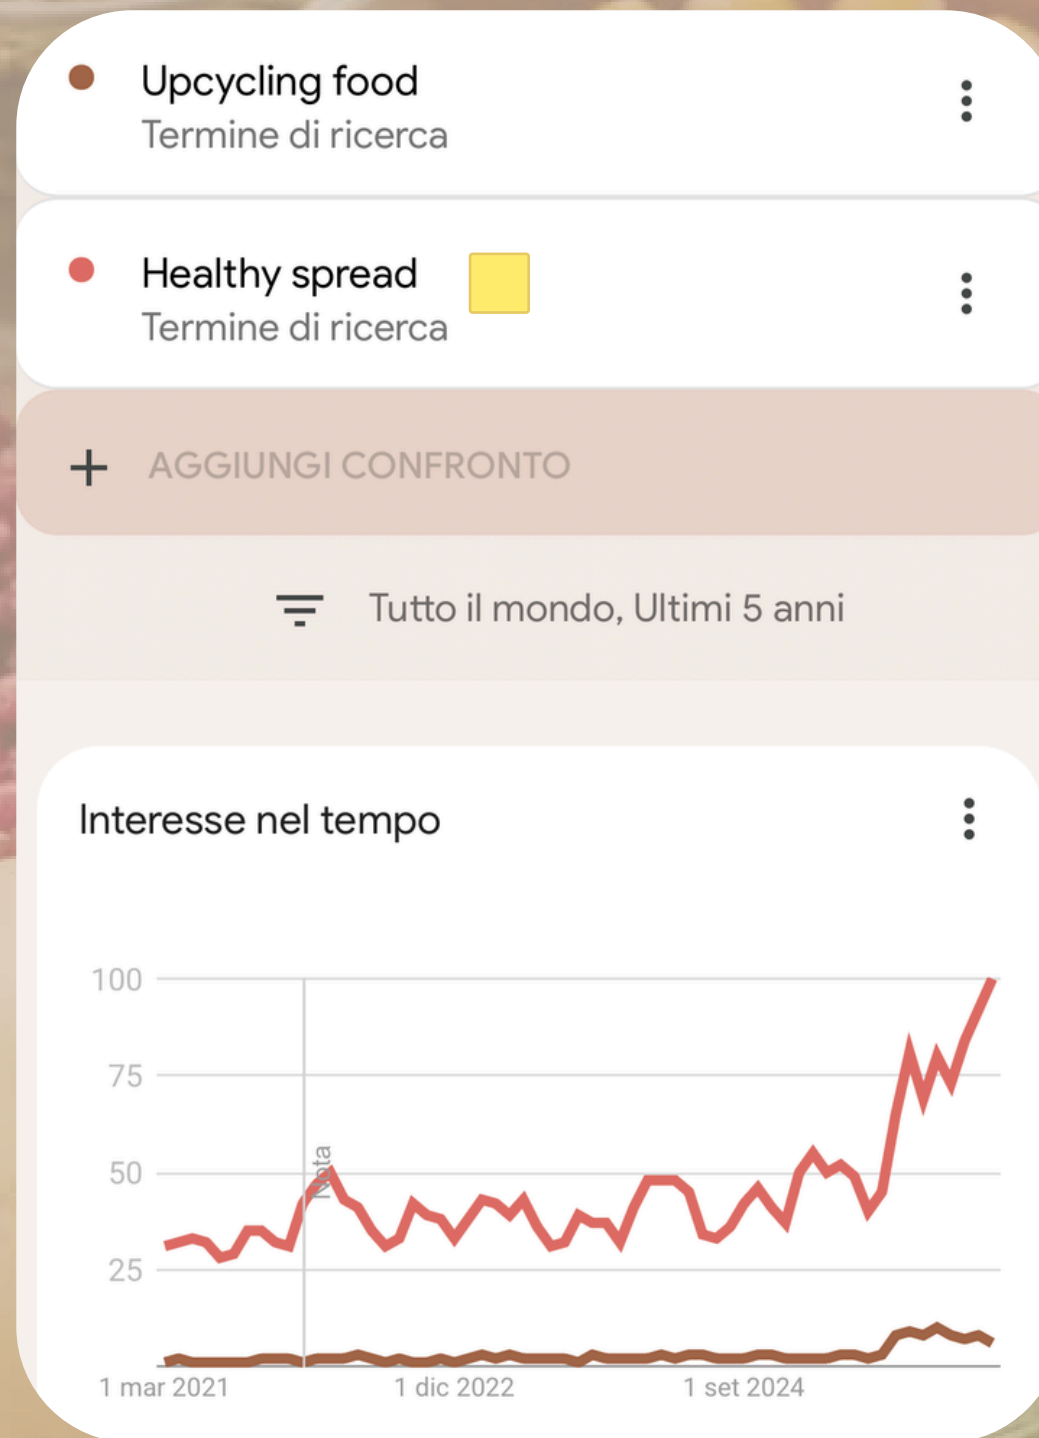 Upcycling food
Termine di ricerca
Healthy spread
Termine di ricerca
AGGIUNGI CONFRONTO
Tutto il mondo, Ultimi 5 anni
Interesse nel tempo
100
75
50
25
Nota
1 mar 2021
1 dic 2022
1 set 2024